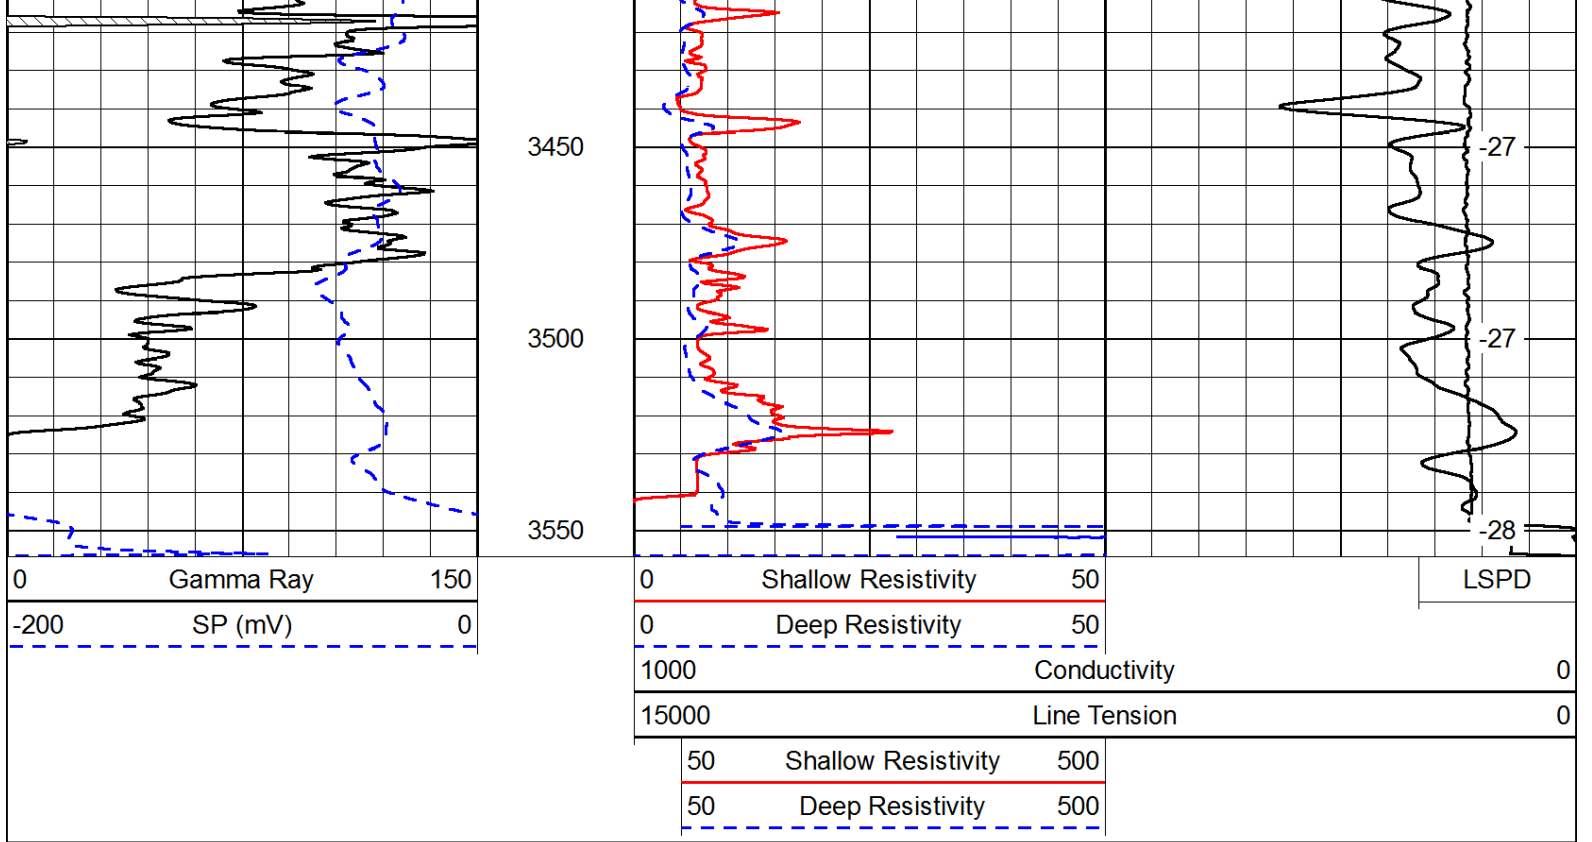 3450 -27
3500 -27
3550 -28
0 Gamma Ray 150 0 Shallow Resistivity 50 LSPD
-200 SP (mV) 0 0 Deep Resistivity 50
1000 Conductivity 0
15000 Line Tension 0
50 Shallow Resistivity 500
50 Deep Resistivity 500